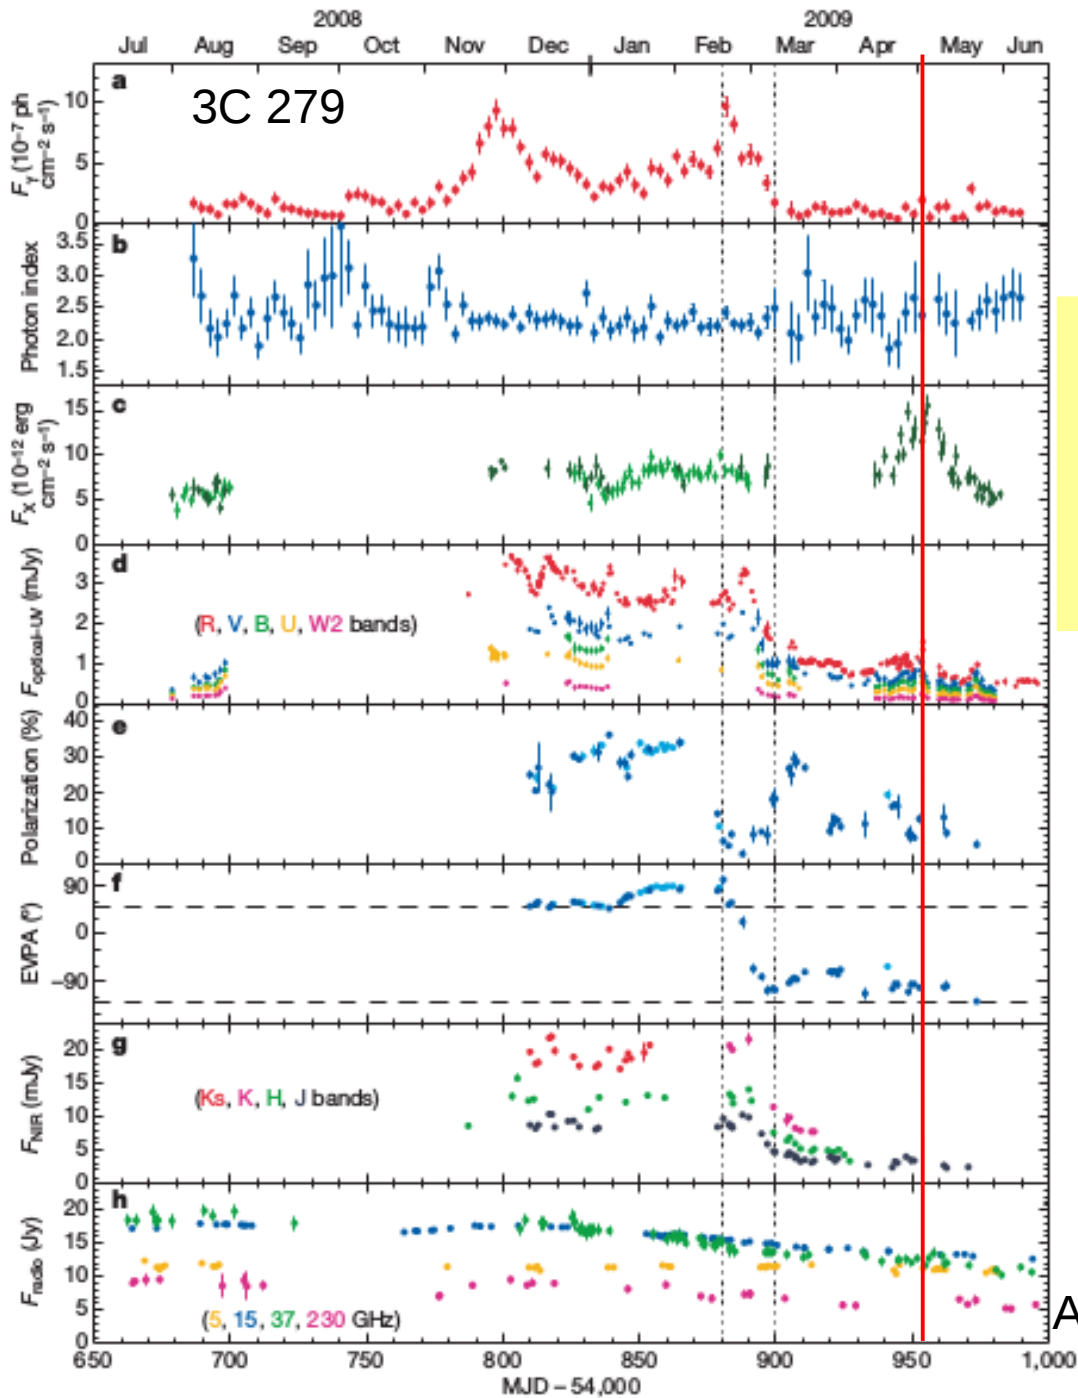 2008 2009
Jul Aug Sep Oct Nov Dec Jan Feb Mar Apr May Jun
a
3C 279
F_γ (10⁻⁷ ph cm⁻² s⁻¹)
10
5
0
b
Photon index
3.5
3.0
2.5
2.0
1.5
c
F_X (10⁻¹² erg cm⁻² s⁻¹)
15
10
5
0
d
F_optical–UV (mJy)
3
2
1
0
(R, V, B, U, W2 bands)
e
Polarization (%)
40
30
20
10
0
f
EVPA (°)
90
0
−90
g
F_NIR (mJy)
20
15
10
5
0
(Ks, K, H, J bands)
h
F_radio (Jy)
20
15
10
5
0
(5, 15, 37, 230 GHz)
A
650 700 750 800 850 900 950 1,000
MJD – 54,000